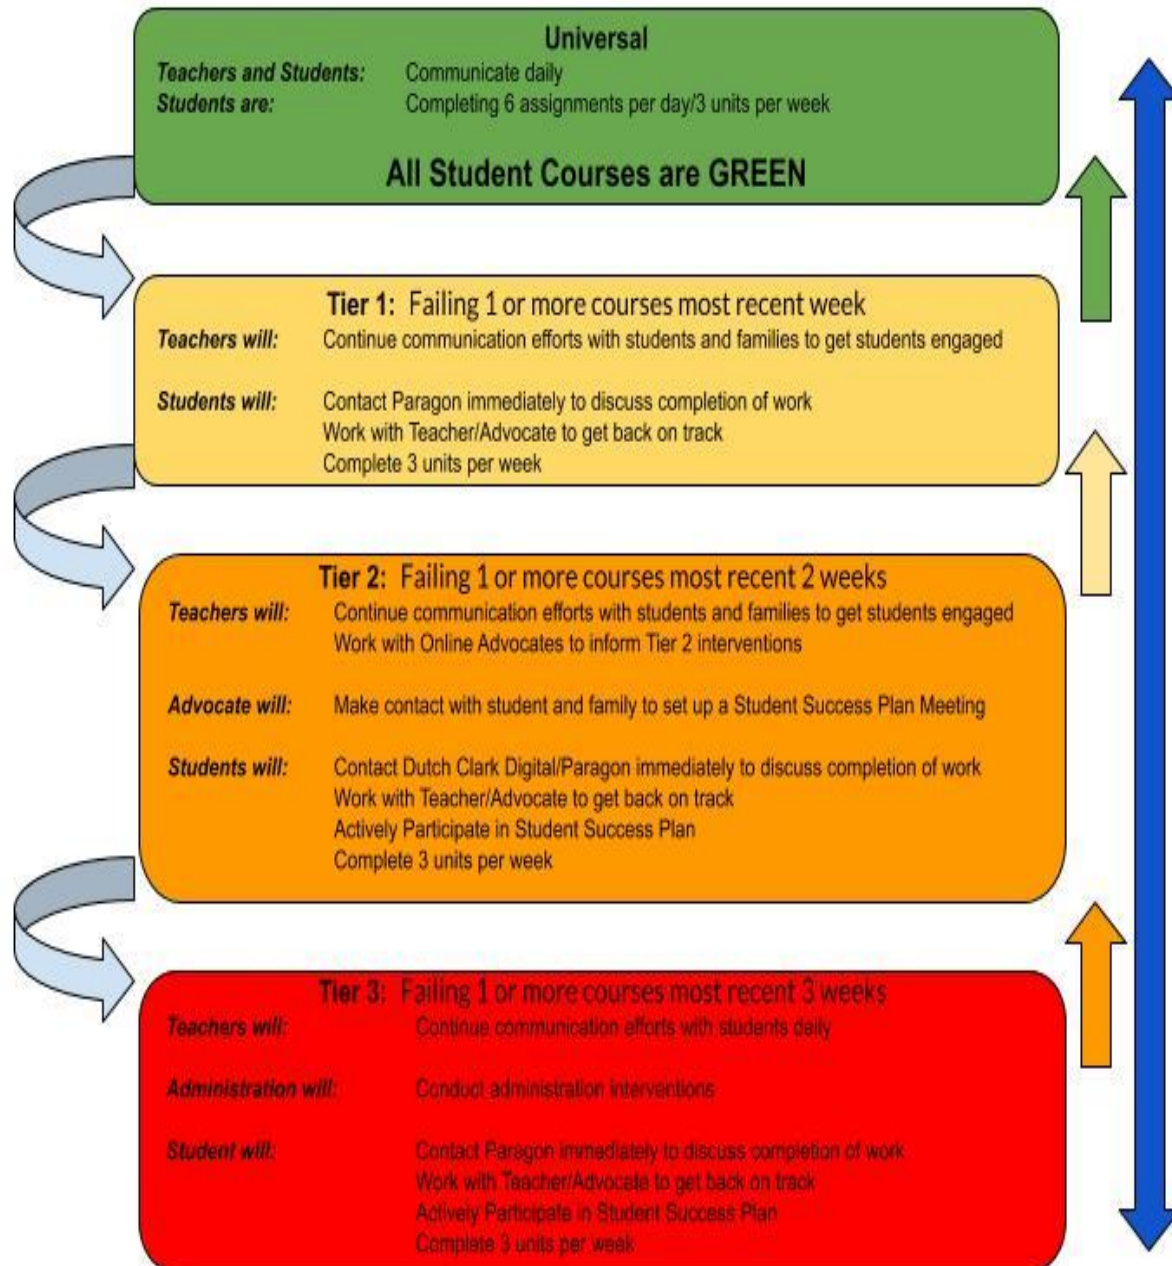 Universal
Teachers and Students: Communicate daily
Students are: Completing 6 assignments per day/3 units per week
All Student Courses are GREEN
Tier 1: Failing 1 or more courses most recent week
Teachers will: Continue communication efforts with students and families to get students engaged
Students will: Contact Paragon immediately to discuss completion of work
Work with Teacher/Advocate to get back on track
Complete 3 units per week
Tier 2: Failing 1 or more courses most recent 2 weeks
Teachers will: Continue communication efforts with students and families to get students engaged
Work with Online Advocates to inform Tier 2 interventions
Advocate will: Make contact with student and family to set up a Student Success Plan Meeting
Students will: Contact Dutch Clark Digital/Paragon immediately to discuss completion of work
Work with Teacher/Advocate to get back on track
Actively Participate in Student Success Plan
Complete 3 units per week
Tier 3: Failing 1 or more courses most recent 3 weeks
Teachers will: Continue communication efforts with students daily
Administration will: Conduct administration interventions
Student will: Contact Paragon immediately to discuss completion of work
Work with Teacher/Advocate to get back on track
Actively Participate in Student Success Plan
Complete 3 units per week